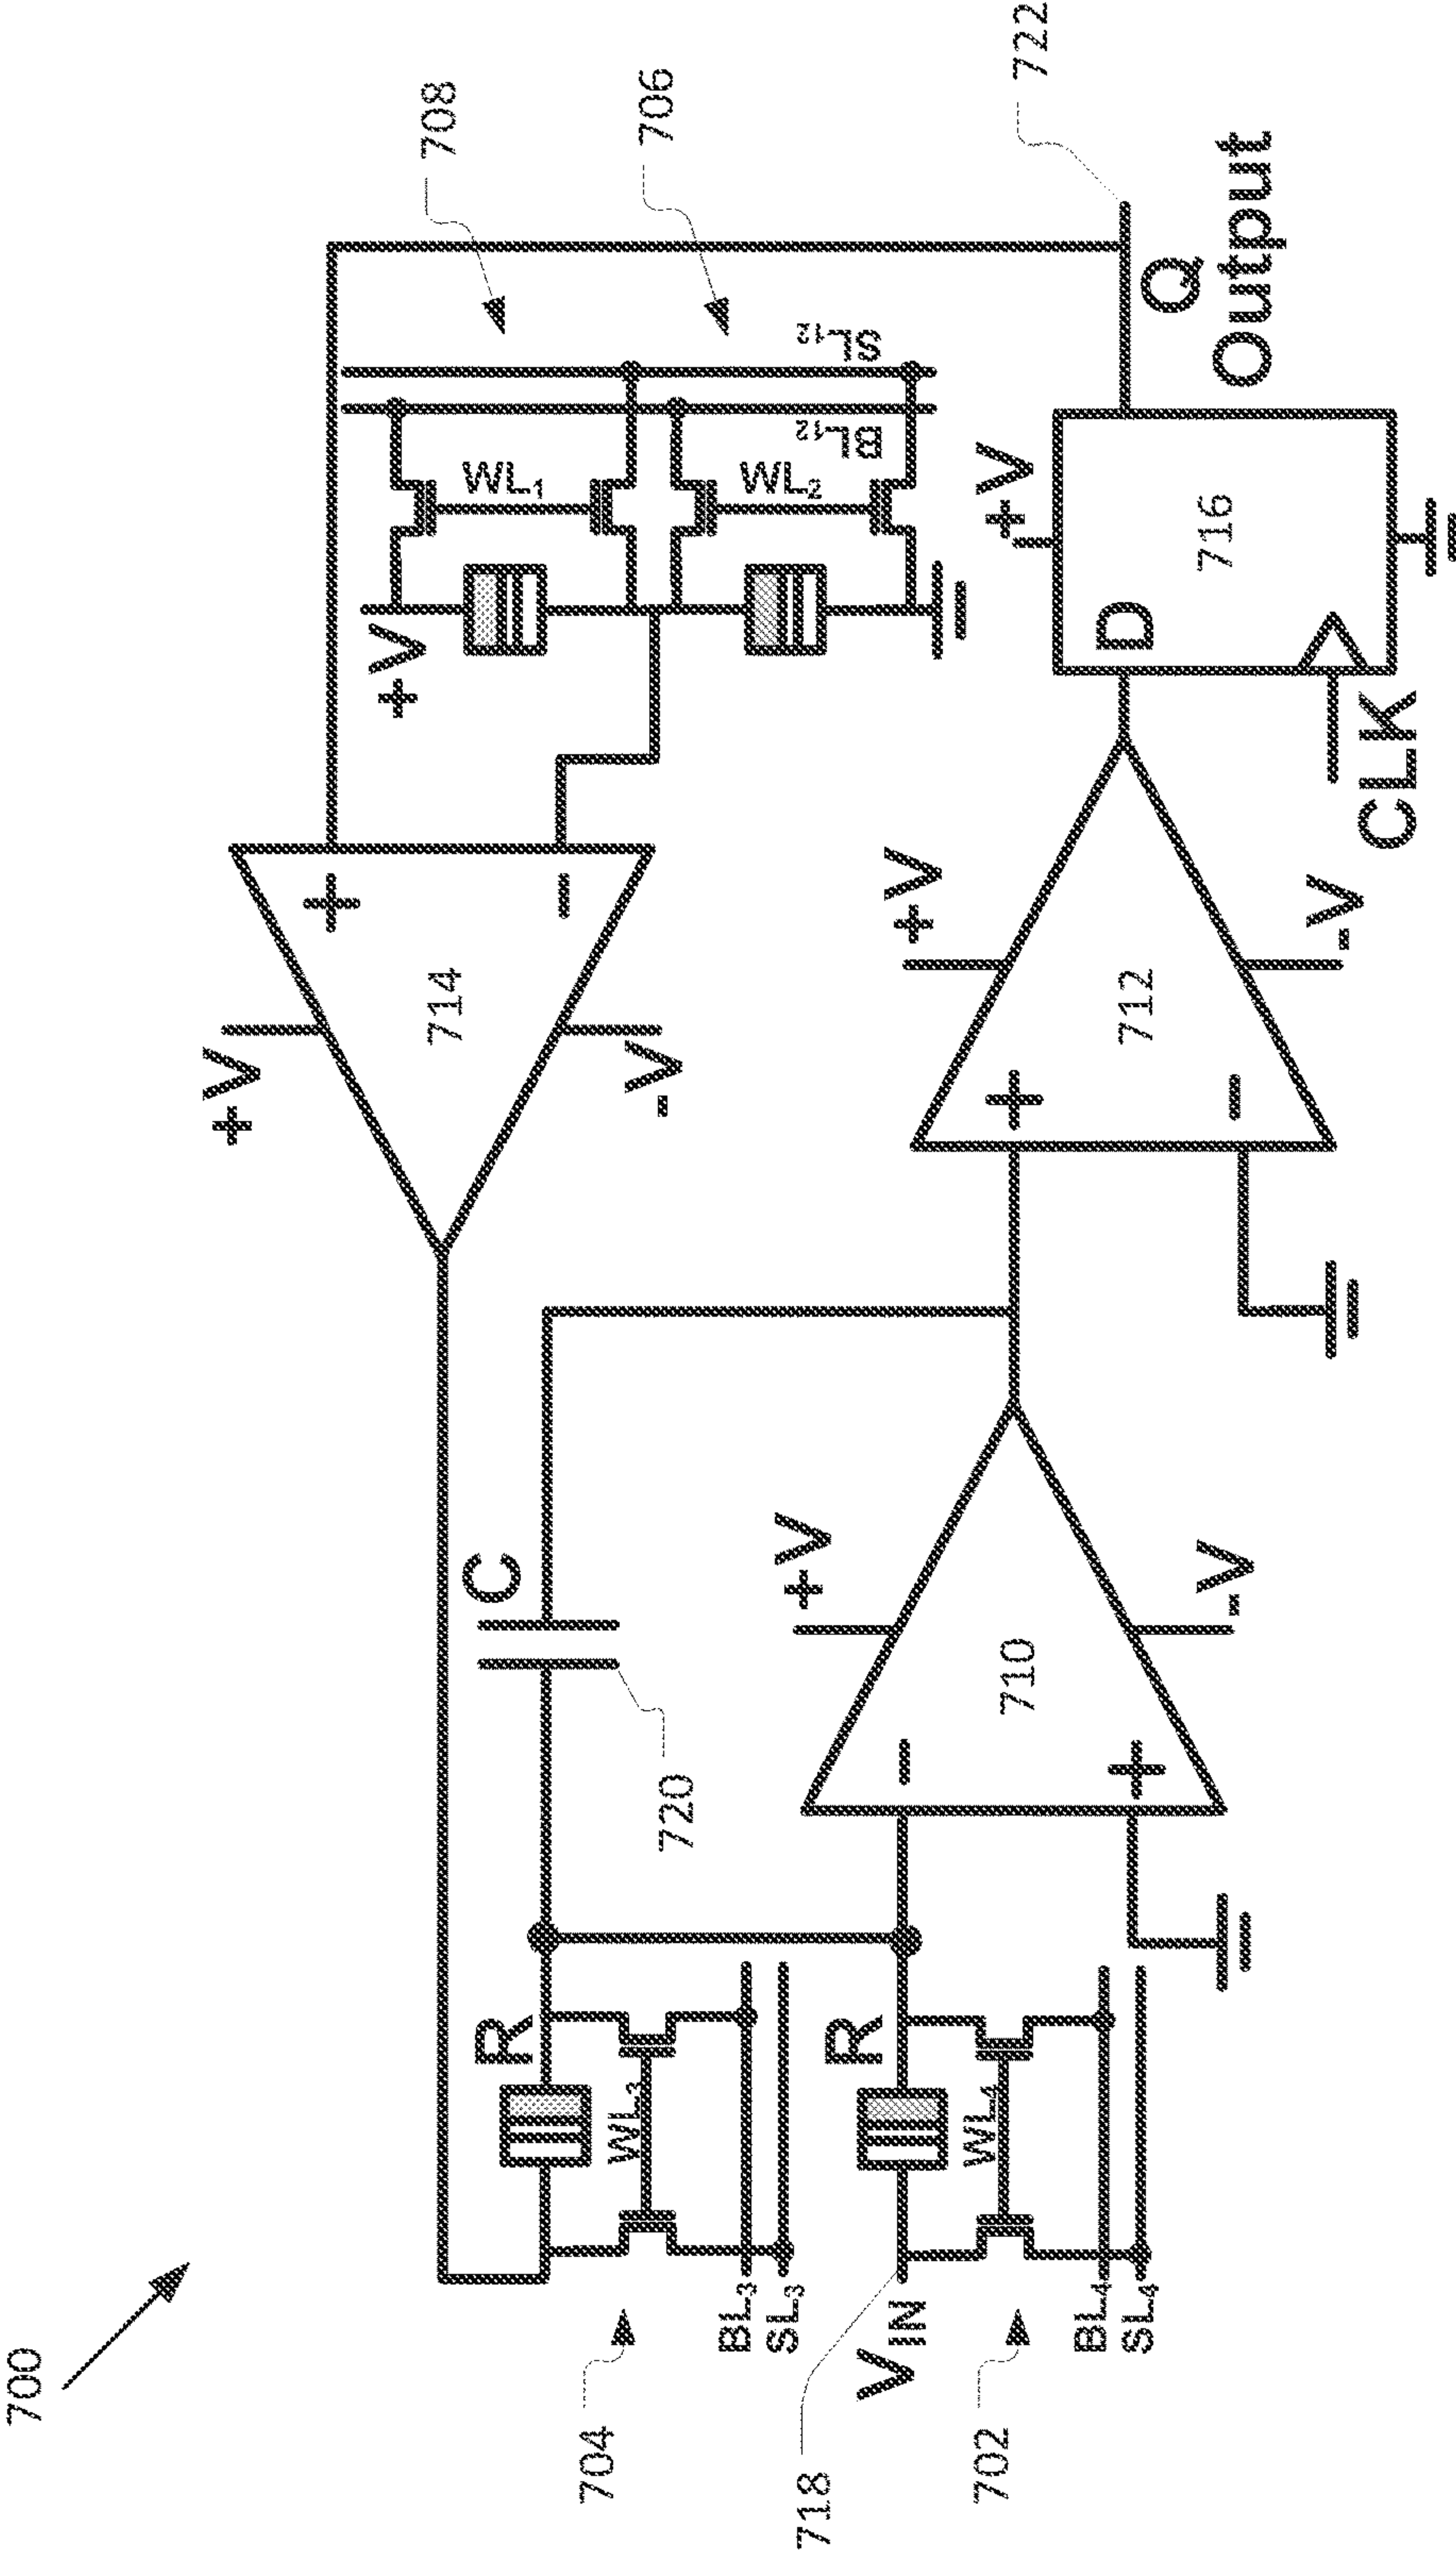 700
+V
714
+
−
-V
+V
708
WL₁
BL₁₂
SL₁₂
706
WL₂
704
R
WL₃
BL₃
SL₃
C
720
718
V IN
702
R
WL₄
BL₄
SL₄
−
+
710
+V
-V
+
−
712
+V
-V
D
716
+V
CLK
Q
Output
722